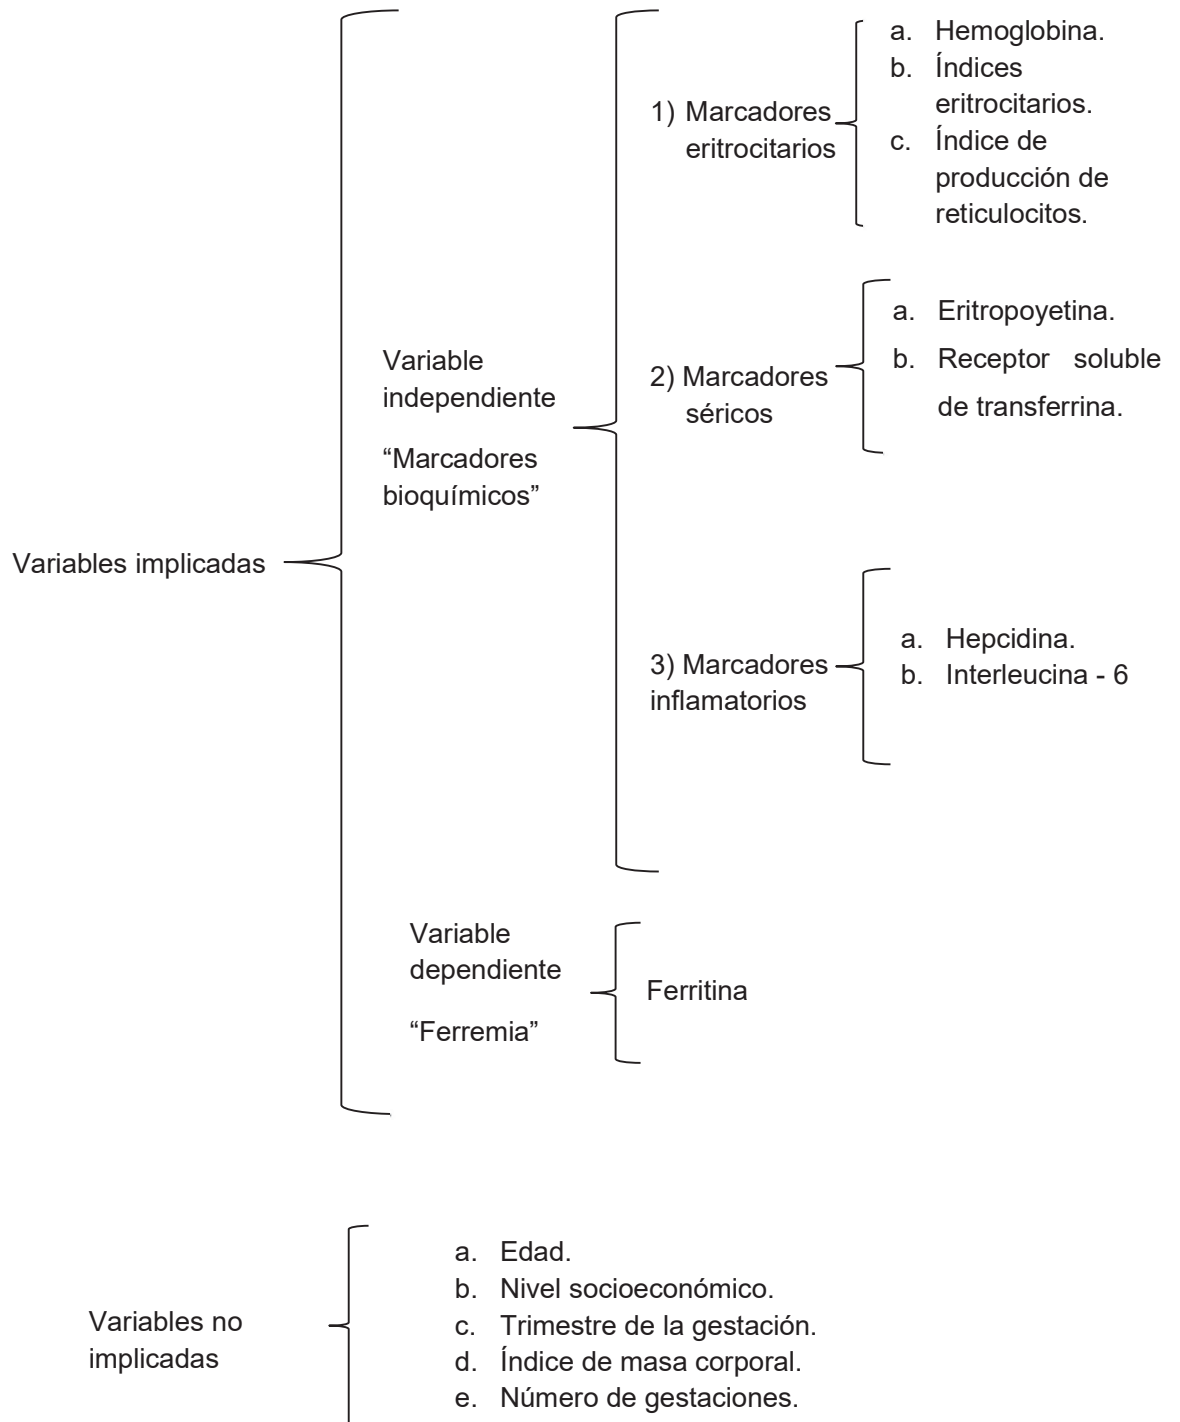 Variables implicadas
Variable
independiente
“Marcadores
bioquímicos”
1) Marcadores
eritrocitarios
a. Hemoglobina.
b. Índices
eritrocitarios.
c. Índice de
producción de
reticulocitos.
2) Marcadores
séricos
a. Eritropoyetina.
b. Receptor soluble
de transferrina.
3) Marcadores
inflamatorios
a. Hepcidina.
b. Interleucina - 6
Variable
dependiente
“Ferremia”
Ferritina
Variables no
implicadas
a. Edad.
b. Nivel socioeconómico.
c. Trimestre de la gestación.
d. Índice de masa corporal.
e. Número de gestaciones.